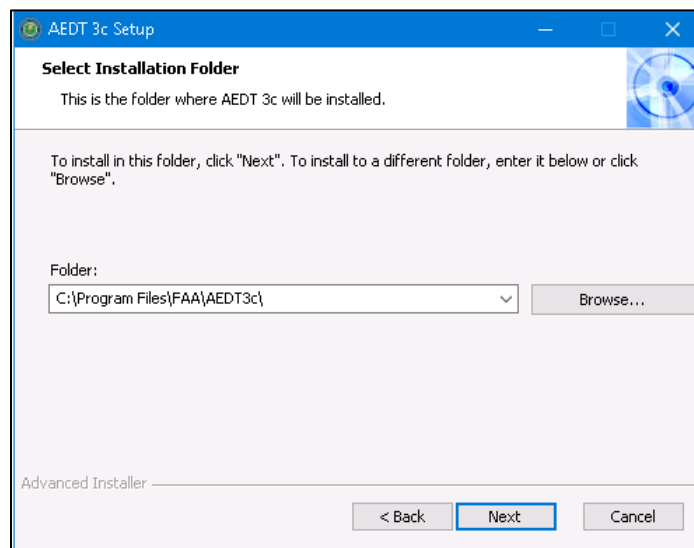 AEDT 3c Setup
Select Installation Folder
This is the folder where AEDT 3c will be installed.
To install in this folder, click "Next". To install to a different folder, enter it below or click
"Browse".
Folder:
C:\Program Files\FAA\AEDT3c\
Browse...
Advanced Installer
< Back
Next
Cancel